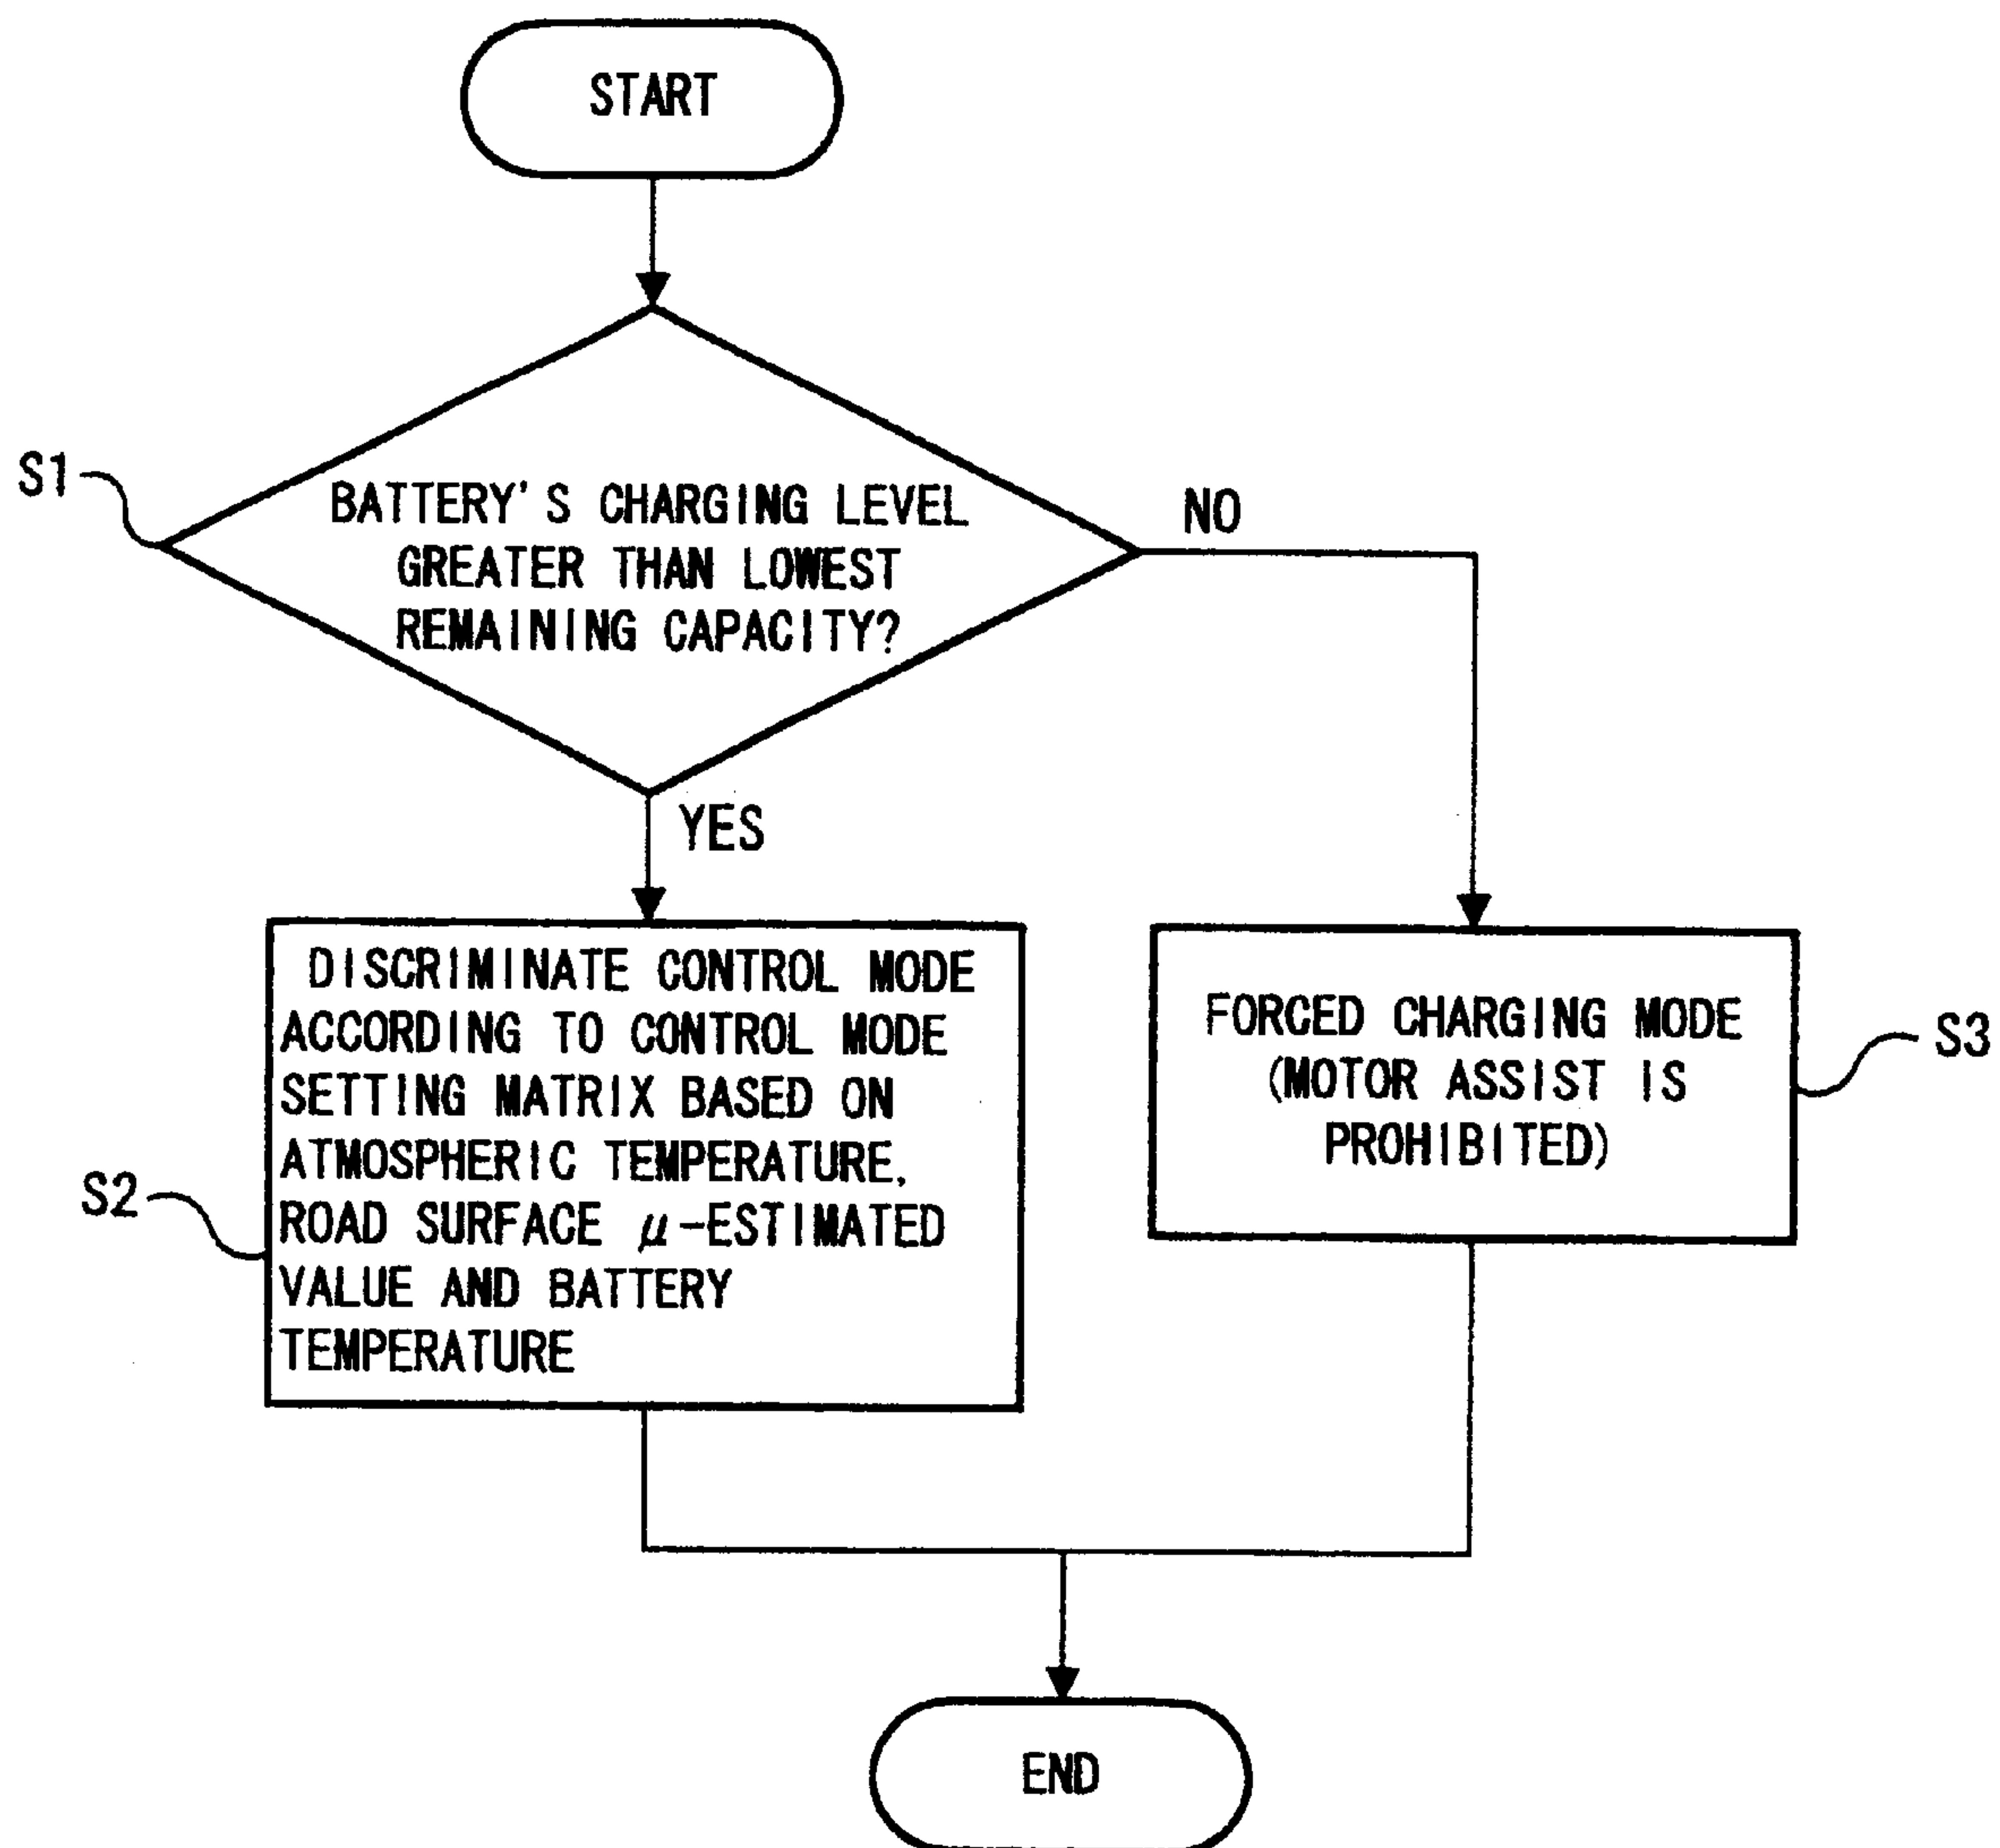 START
S1
BATTERY'S CHARGING LEVEL
GREATER THAN LOWEST
REMAINING CAPACITY?
NO
YES
DISCRIMINATE CONTROL MODE
ACCORDING TO CONTROL MODE
SETTING MATRIX BASED ON
ATMOSPHERIC TEMPERATURE,
ROAD SURFACE μ-ESTIMATED
VALUE AND BATTERY
TEMPERATURE
S2
FORCED CHARGING MODE
(MOTOR ASSIST IS
PROHIBITED)
S3
END